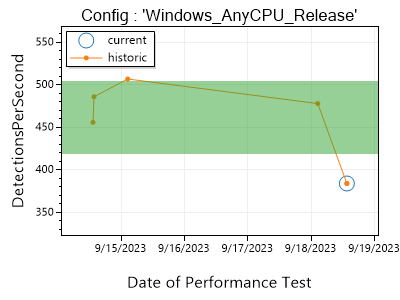 Config : 'Windows_AnyCPU_Release'
current
historic
DetectionsPerSecond
550
500
450
400
350
9/15/2023
9/16/2023
9/17/2023
9/18/2023
9/19/2023
Date of Performance Test